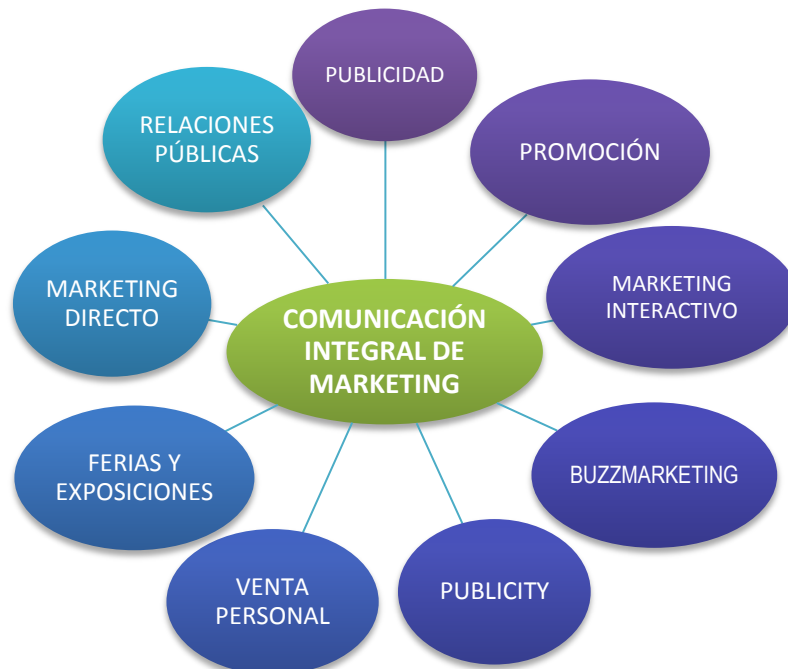 PUBLICIDAD
RELACIONES
PÚBLICAS
PROMOCIÓN
MARKETING
DIRECTO
MARKETING
INTERACTIVO
COMUNICACIÓN
INTEGRAL DE
MARKETING
FERIAS Y
EXPOSICIONES
BUZZMARKETING
VENTA
PERSONAL
PUBLICITY